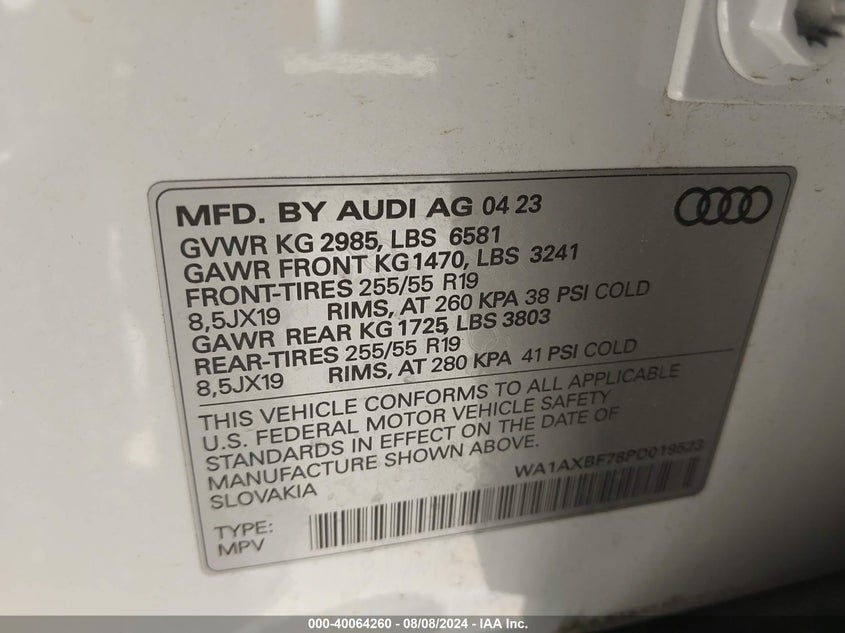 MFD. BY AUDI AG 04 23
GVWR KG 2985, LBS 6581
GAWR FRONT KG1470, LBS 3241
FRONT-TIRES 255/55 R19
8,5JX19 RIMS, AT 260 KPA 38 PSI COLD
GAWR REAR KG 1725, LBS 3803
REAR-TIRES 255/55 R19
8,5JX19 RIMS, AT 280 KPA 41 PSI COLD
THIS VEHICLE CONFORMS TO ALL APPLICABLE
U.S. FEDERAL MOTOR VEHICLE SAFETY
STANDARDS IN EFFECT ON THE DATE OF
MANUFACTURE SHOWN ABOVE.
SLOVAKIA
WA1AXBF78PD019523
TYPE:
MPV
000-40064260 - 08/08/2024 - IAA Inc.